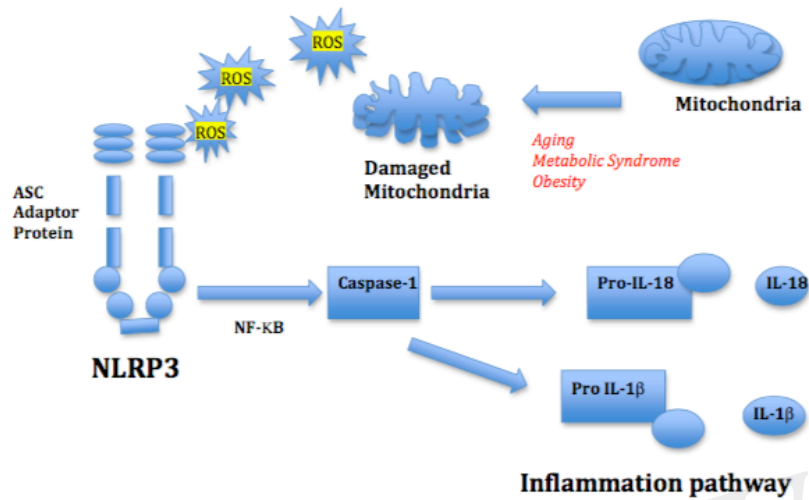 ROS
ROS
ROS
Mitochondria
Damaged
Mitochondria
Aging
Metabolic Syndrome
Obesity
ASC
Adaptor
Protein
Caspase-1
Pro-IL-18
IL-18
NF-KB
NLRP3
Pro IL-1β
IL-1β
Inflammation pathway